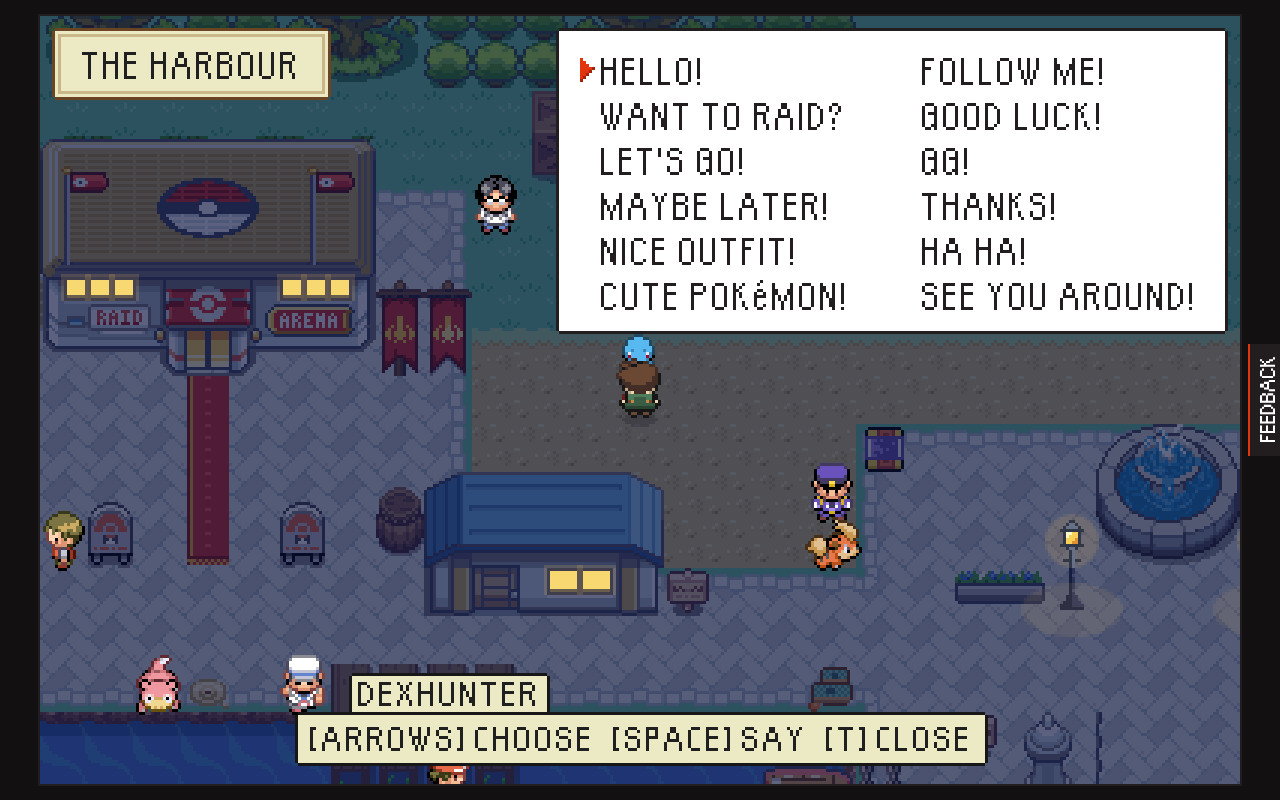 THE HARBOUR
HELLO!
WANT TO RAID?
LET'S GO!
MAYBE LATER!
NICE OUTFIT!
CUTE POKéMON!
FOLLOW ME!
GOOD LUCK!
GG!
THANKS!
HA HA!
SEE YOU AROUND!
RAID
ARENA
FEEDBACK
DEXHUNTER
[ARROWS] CHOOSE [SPACE] SAY [T] CLOSE